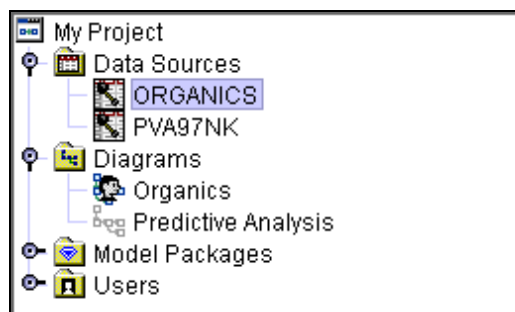 My Project
Data Sources
ORGANICS
PVA97NK
Diagrams
Organics
Predictive Analysis
Model Packages
Users